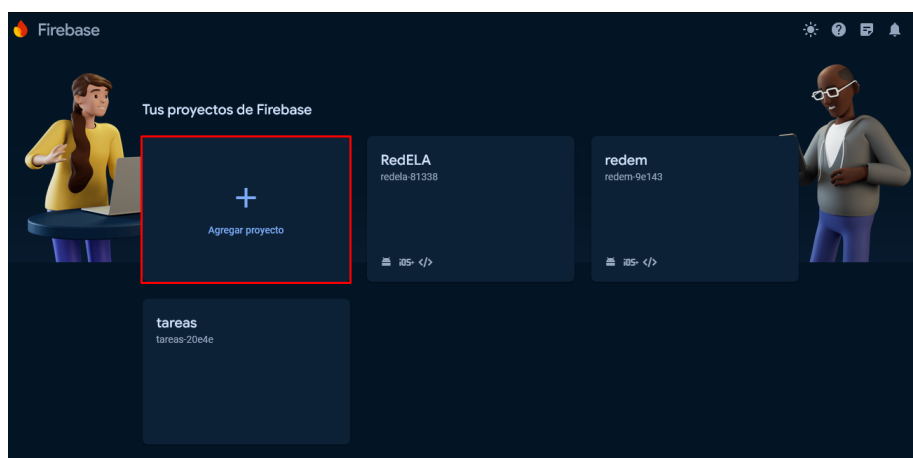 Firebase
Tus proyectos de Firebase
Agregar proyecto
RedELA
redela-81338
iOS+ </>
redem
redem-9e143
iOS+ </>
tareas
tareas-20e4e